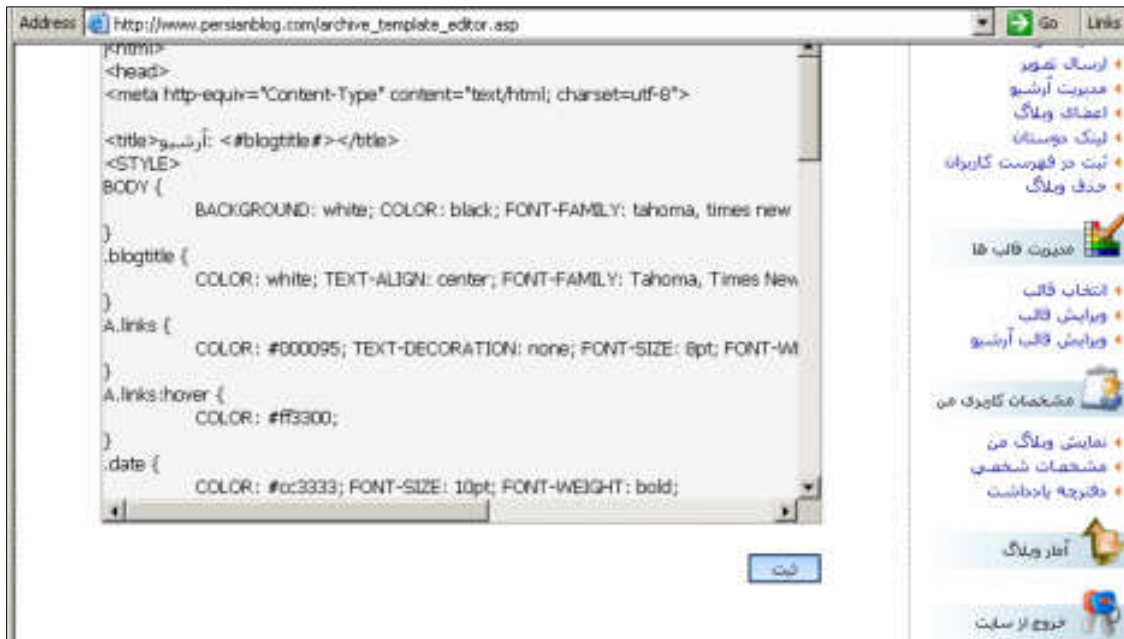 Address http://www.persianblog.com/archive_template_editor.asp Go Links
<html>
<head>
<meta http-equiv="Content-Type" content="text/html; charset=utf-8">
<title>آرشیو: <#blogtitle#></title>
<STYLE>
BODY {
BACKGROUND: white; COLOR: black; FONT-FAMILY: tahoma, times new
}
.blogtitle {
COLOR: white; TEXT-ALIGN: center; FONT-FAMILY: Tahoma, Times New
}
A.links {
COLOR: #000095; TEXT-DECORATION: none; FONT-SIZE: 8pt; FONT-WE
}
A.links:hover {
COLOR: #ff3300;
}
.date {
COLOR: #cc3333; FONT-SIZE: 10pt; FONT-WEIGHT: bold;
ثبت
ارسال تصویر
مدیریت آرشیو
اعضای وبلاگ
لینک دوستان
ثبت در فهرست کاربران
حذف وبلاگ
مدیریت قالب ها
انتخاب قالب
ویرایش قالب
ویرایش قالب آرشیو
مشخصات کاربری من
نمایش وبلاگ من
مشخصات شخصی
دفترچه یادداشت
آمار وبلاگ
خروج از سایت